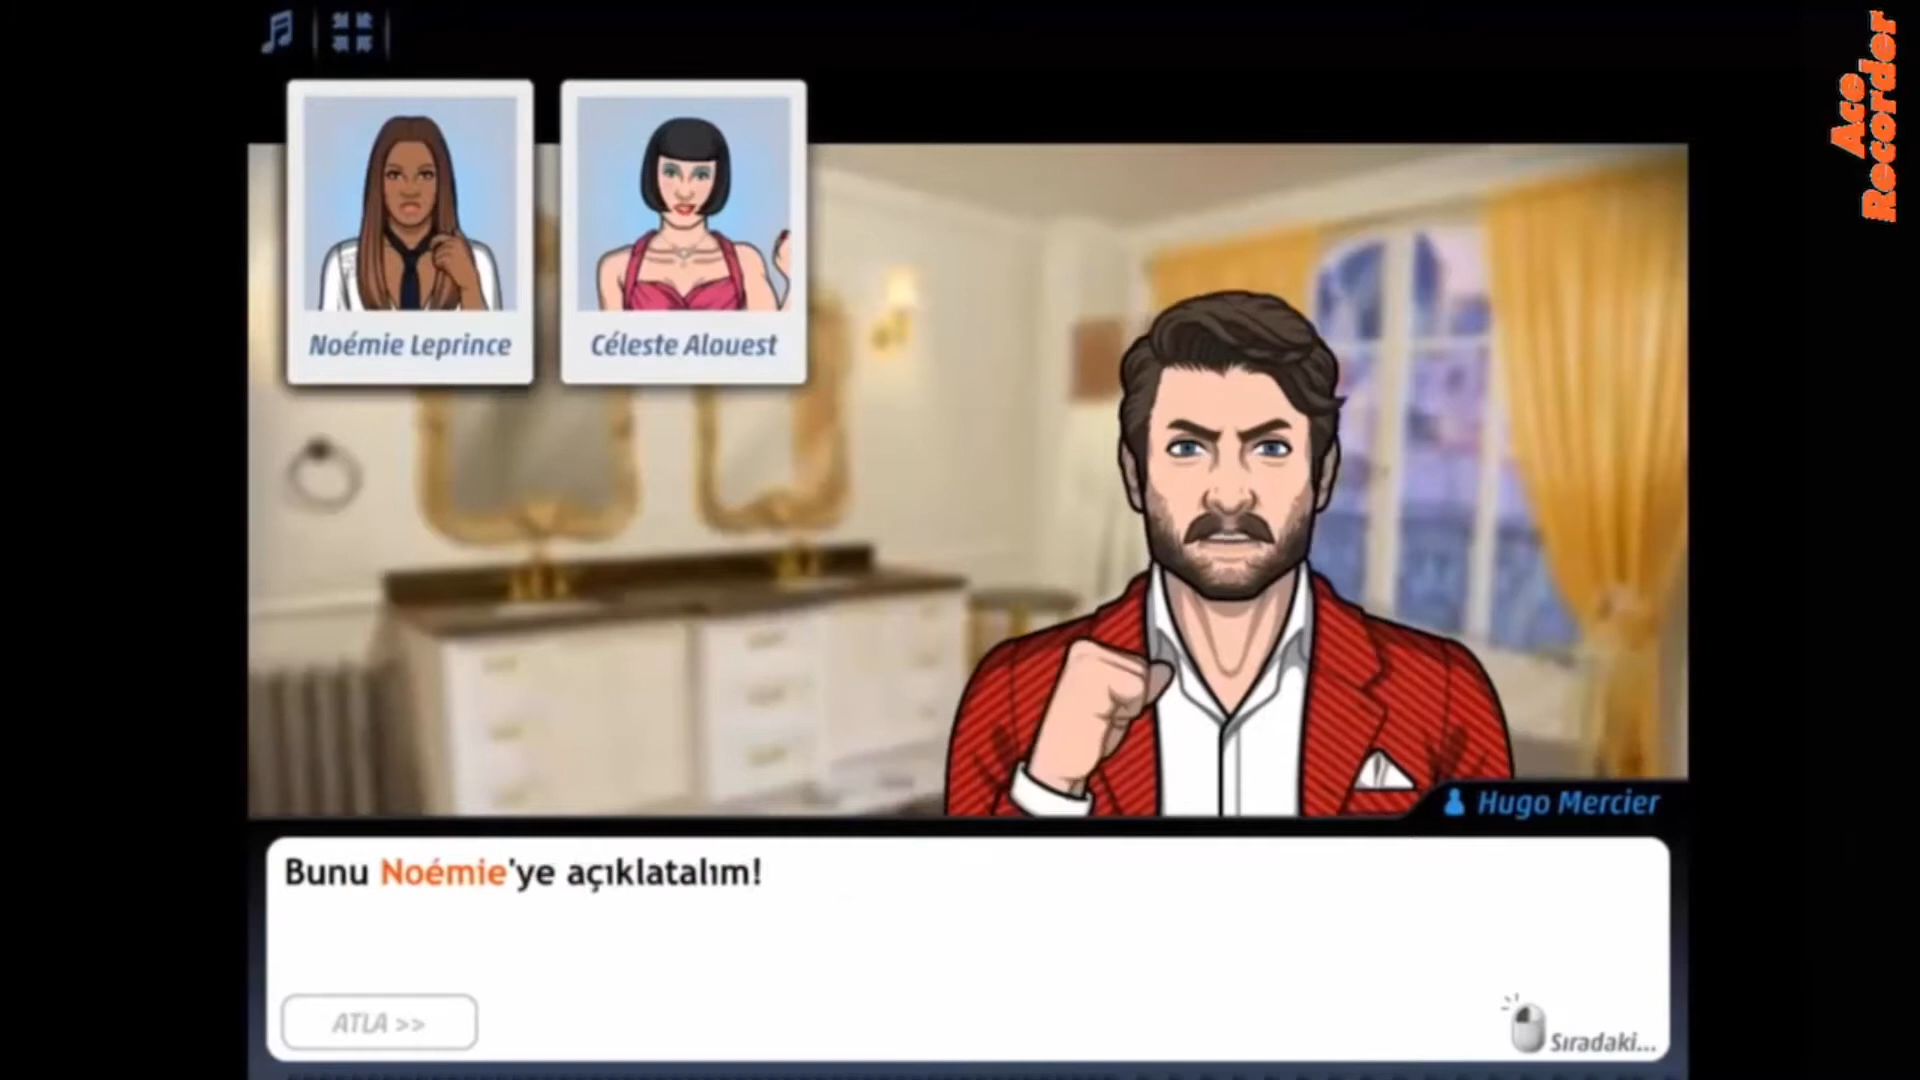 Ace
Recorder
Noémie Leprince
Céleste Alouest
Hugo Mercier
Bunu Noémie'ye açıklatalım!
ATLA >>
Sıradaki...